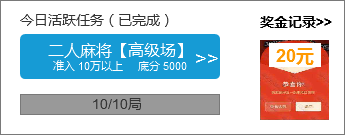 今日活跃任务（已完成）
奖金记录>>
二人麻将【高级场】
准入 10万以上 底分 5000
>>
20元
10/10局